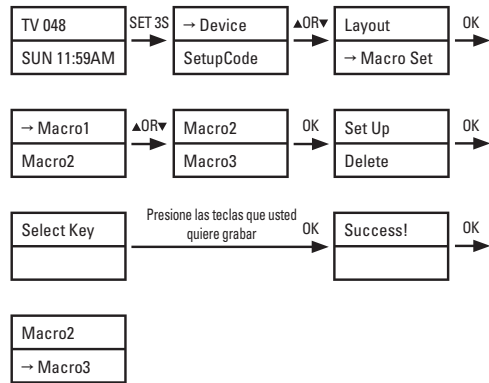 TV 048
SUN 11:59AM
SET 3S
→ Device
SetupCode
▲OR▼
Layout
→ Macro Set
OK
→ Macro1
Macro2
▲OR▼
Macro2
Macro3
OK
Set Up
Delete
OK
Select Key
Presione las teclas que usted
quiere grabar
OK
Success!
OK
Macro2
→ Macro3